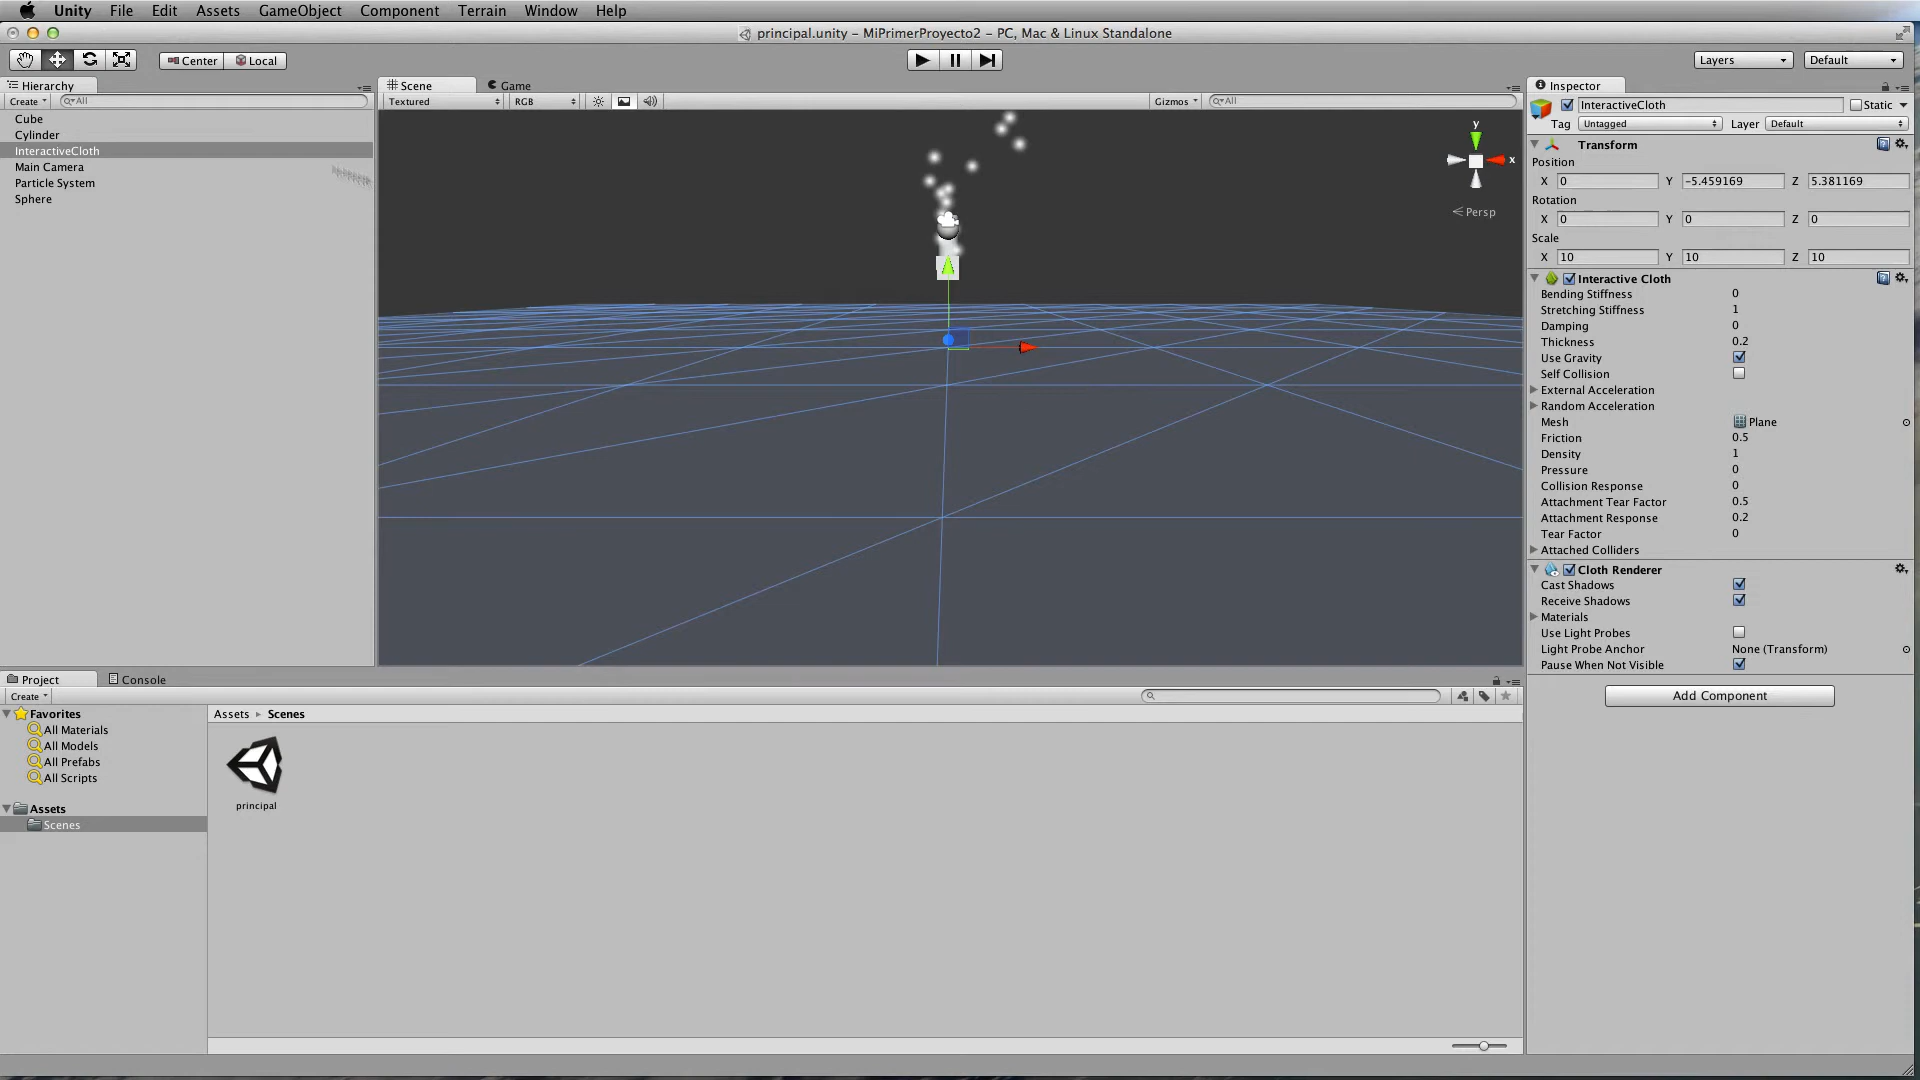 Unity File Edit Assets GameObject Component Terrain Window Help
principal.unity – MiPrimerProyecto2 – PC, Mac & Linux Standalone
Center Local Layers Default
Hierarchy
Create All
Cube
Cylinder
InteractiveCloth
Main Camera
Particle System
Sphere
Scene Game
Textured RGB Gizmos All
y
x
Persp
Inspector
InteractiveCloth Static
Tag Untagged Layer Default
Transform
Position
X 0 Y -5.459169 Z 5.381169
Rotation
X 0 Y 0 Z 0
Scale
X 10 Y 10 Z 10
Interactive Cloth
Bending Stiffness 0
Stretching Stiffness 1
Damping 0
Thickness 0.2
Use Gravity
Self Collision
External Acceleration
Random Acceleration
Mesh Plane
Friction 0.5
Density 1
Pressure 0
Collision Response 0
Attachment Tear Factor 0.5
Attachment Response 0.2
Tear Factor 0
Attached Colliders
Cloth Renderer
Cast Shadows
Receive Shadows
Materials
Use Light Probes
Light Probe Anchor None (Transform)
Pause When Not Visible
Add Component
Project Console
Create
Favorites
All Materials
All Models
All Prefabs
All Scripts
Assets
Scenes
Assets Scenes
principal